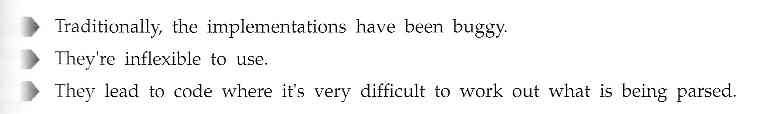 Traditionally, the implementations have been buggy.
They're inflexible to use.
They lead to code where it's very difficult to work out what is being parsed.